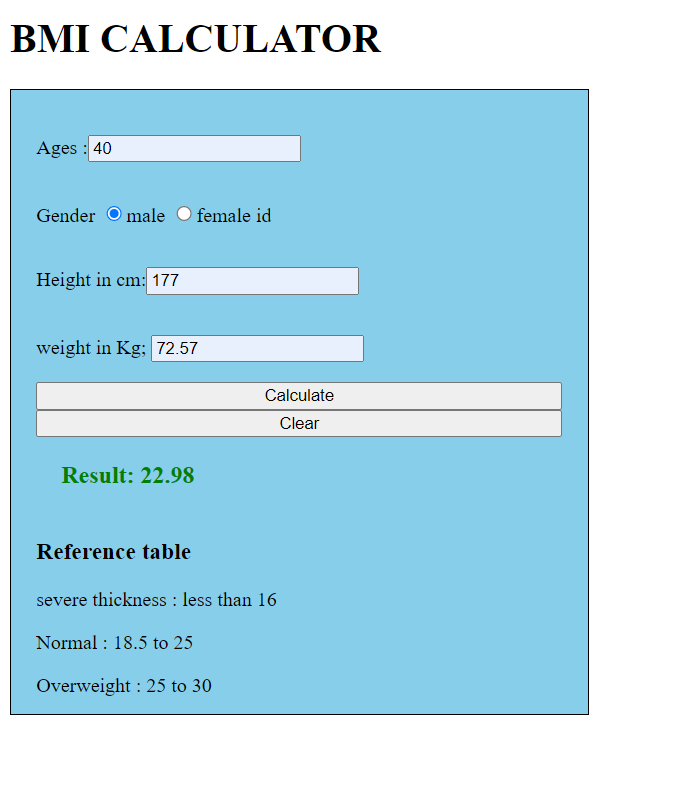 BMI CALCULATOR
Ages : 40
Gender male female id
Height in cm: 177
weight in Kg; 72.57
Calculate
Clear
Result: 22.98
Reference table
severe thickness : less than 16
Normal : 18.5 to 25
Overweight : 25 to 30